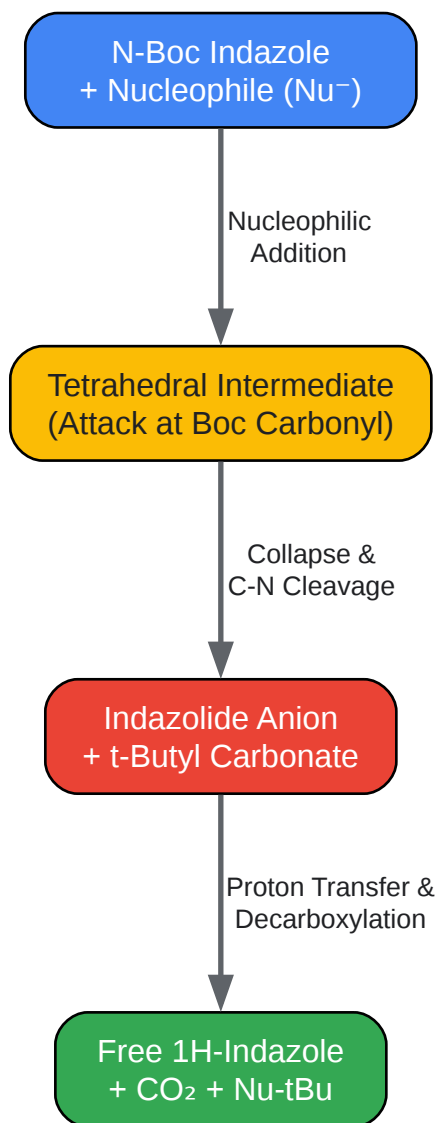 N-Boc Indazole
+ Nucleophile (Nu⁻)
Nucleophilic
Addition
Tetrahedral Intermediate
(Attack at Boc Carbonyl)
Collapse &
C-N Cleavage
Indazolide Anion
+ t-Butyl Carbonate
Proton Transfer &
Decarboxylation
Free 1H-Indazole
+ CO₂ + Nu-tBu